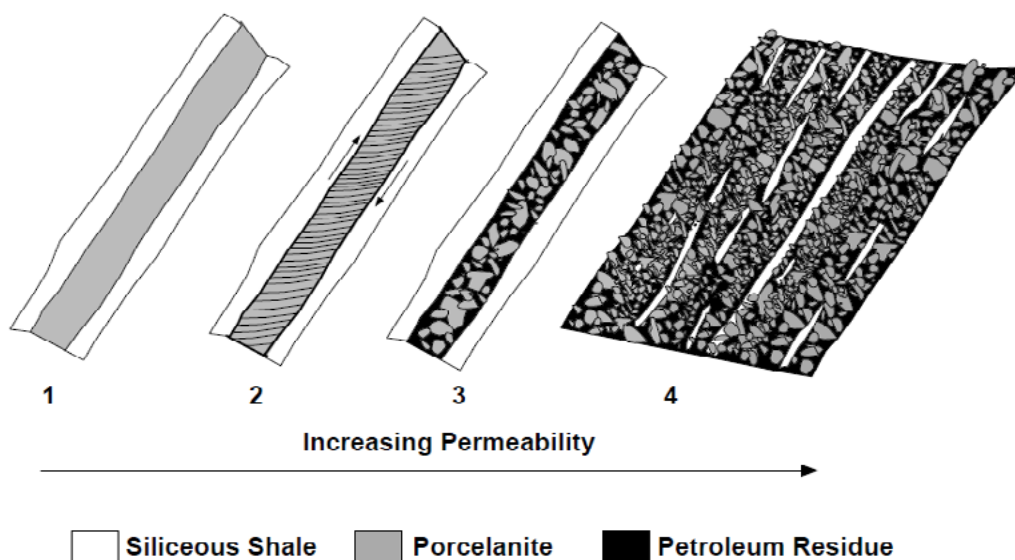 1 2 3 4
Increasing Permeability
Siliceous Shale Porcelanite Petroleum Residue